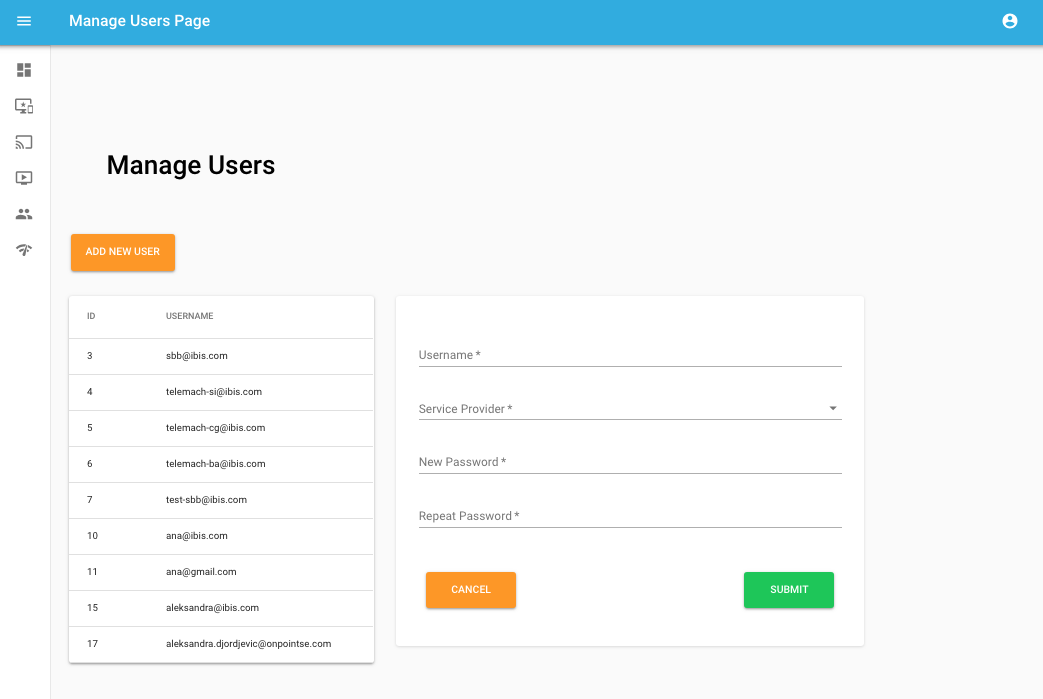 Manage Users Page
Manage Users
ADD NEW USER
ID USERNAME
3 sbb@ibis.com
4 telemach-si@ibis.com
5 telemach-cg@ibis.com
6 telemach-ba@ibis.com
7 test-sbb@ibis.com
10 ana@ibis.com
11 ana@gmail.com
15 aleksandra@ibis.com
17 aleksandra.djordjevic@onpointse.com
Username *
Service Provider *
New Password *
Repeat Password *
CANCEL SUBMIT